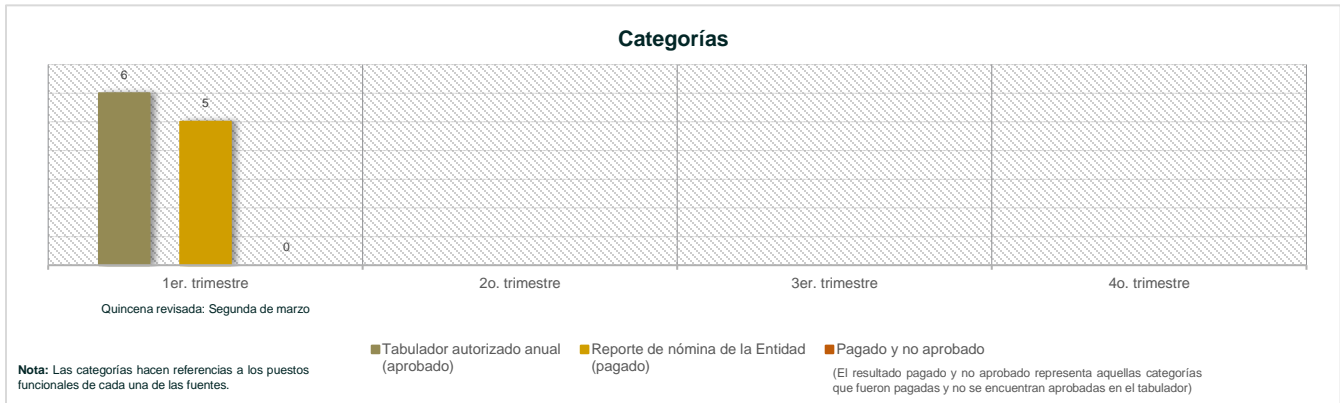 Categorías
6
5
0
1er. trimestre
2o. trimestre
3er. trimestre
4o. trimestre
Quincena revisada: Segunda de marzo
Tabulador autorizado anual
(aprobado)
Reporte de nómina de la Entidad
(pagado)
Pagado y no aprobado
(El resultado pagado y no aprobado representa aquellas categorías
que fueron pagadas y no se encuentran aprobadas en el tabulador)
Nota: Las categorías hacen referencias a los puestos
funcionales de cada una de las fuentes.